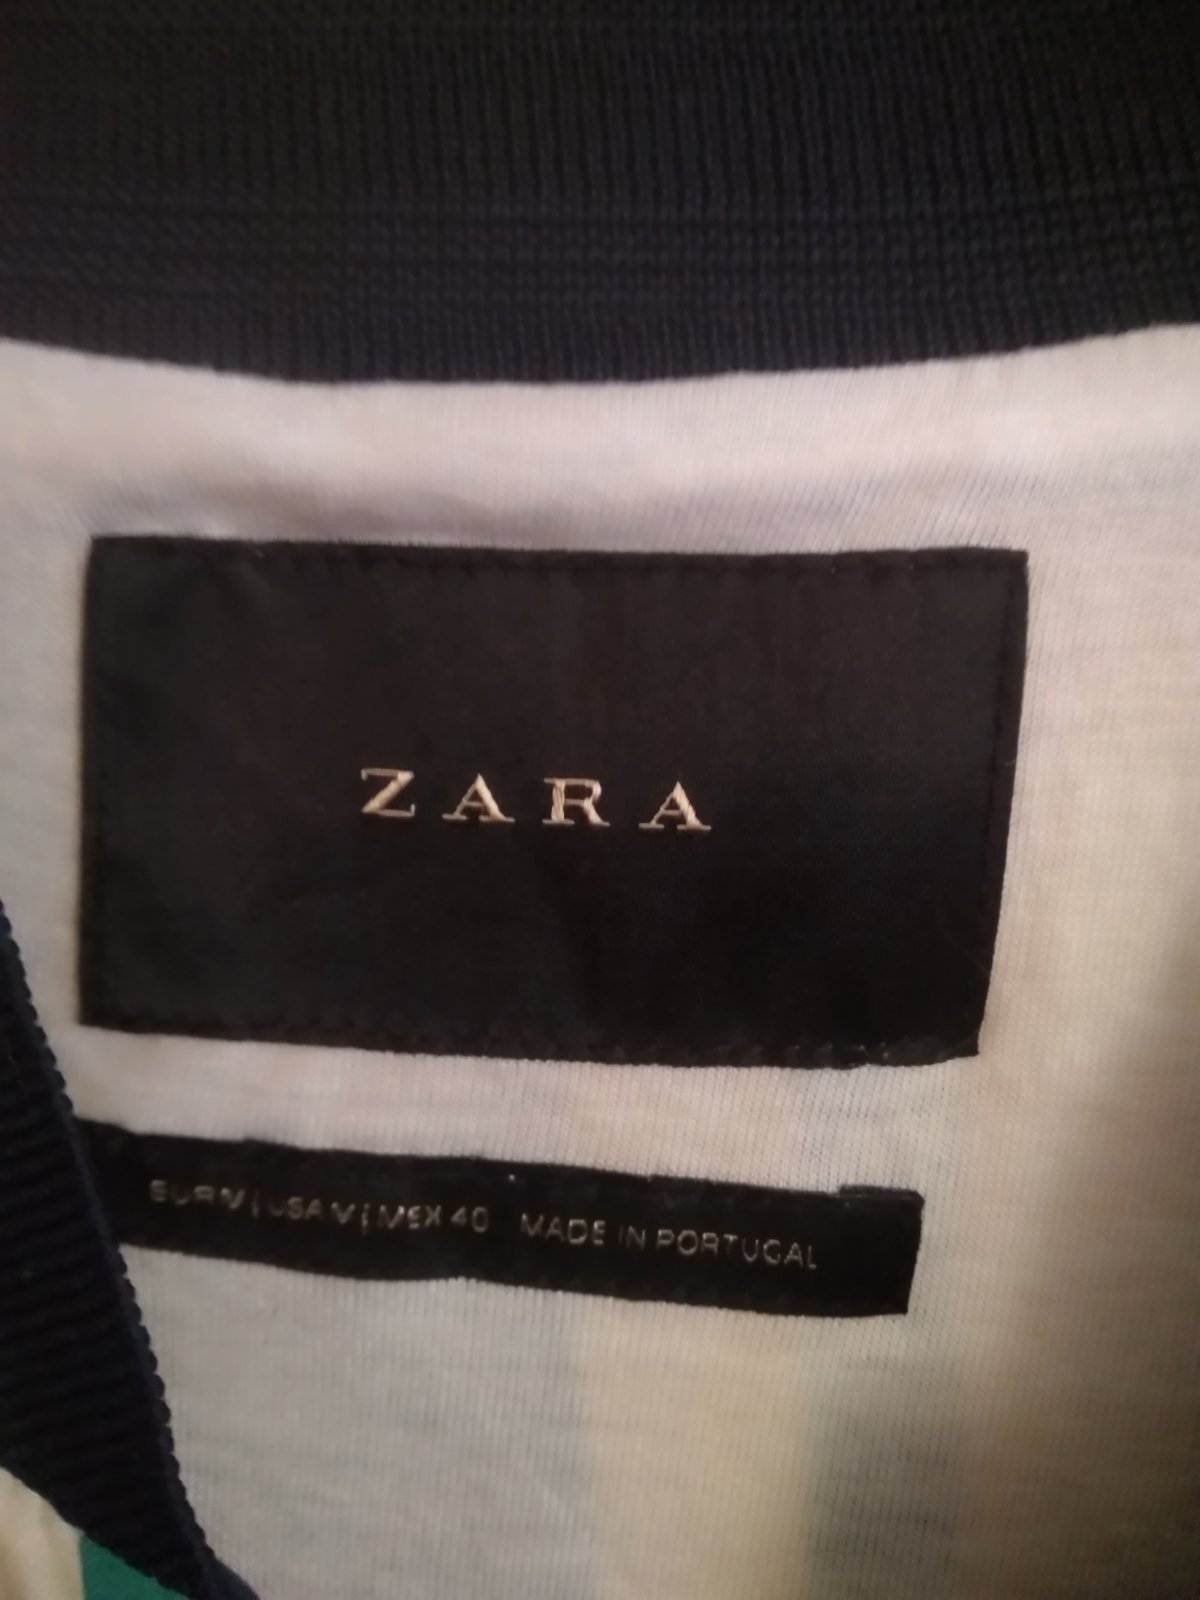 ZARA
EUR M | USA M | MEX 40 MADE IN PORTUGAL